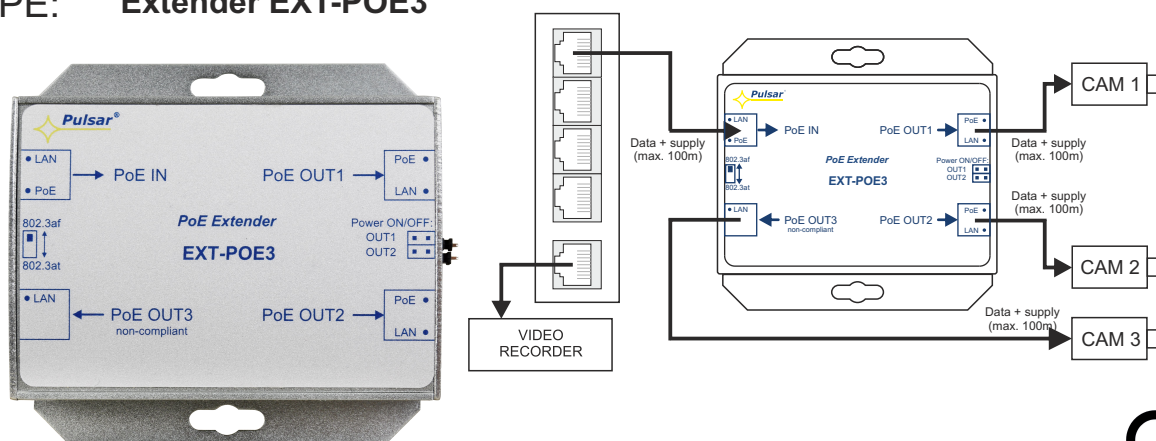 PE: Extender EXT-POE3
Pulsar®
• LAN
• PoE
PoE IN
PoE OUT1
PoE •
LAN •
802.3af
802.3at
PoE Extender
EXT-POE3
Power ON/OFF:
OUT1
OUT2
• LAN
PoE OUT3
non-compliant
PoE OUT2
PoE •
LAN •
VIDEO
RECORDER
Data + supply
(max. 100m)
Pulsar
• LAN
• PoE
PoE IN
PoE OUT1
PoE •
LAN •
802.3af
802.3at
PoE Extender
EXT-POE3
Power ON/OFF:
OUT1
OUT2
• LAN
PoE OUT3
non-compliant
PoE OUT2
PoE •
LAN •
Data + supply
(max. 100m)
CAM 1
Data + supply
(max. 100m)
CAM 2
Data + supply
(max. 100m)
CAM 3